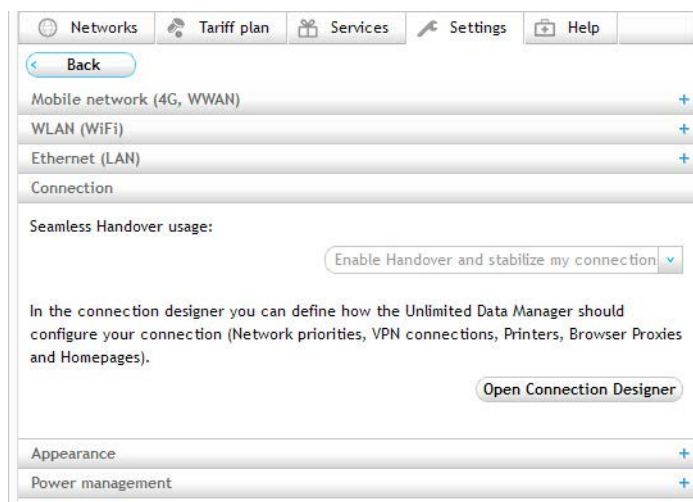 Networks Tariff plan Services Settings Help
Back
Mobile network (4G, WWAN)
WLAN (WiFi)
Ethernet (LAN)
Connection
Seamless Handover usage:
Enable Handover and stabilize my connection
In the connection designer you can define how the Unlimited Data Manager should
configure your connection (Network priorities, VPN connections, Printers, Browser Proxies
and Homepages).
Open Connection Designer
Appearance
Power management